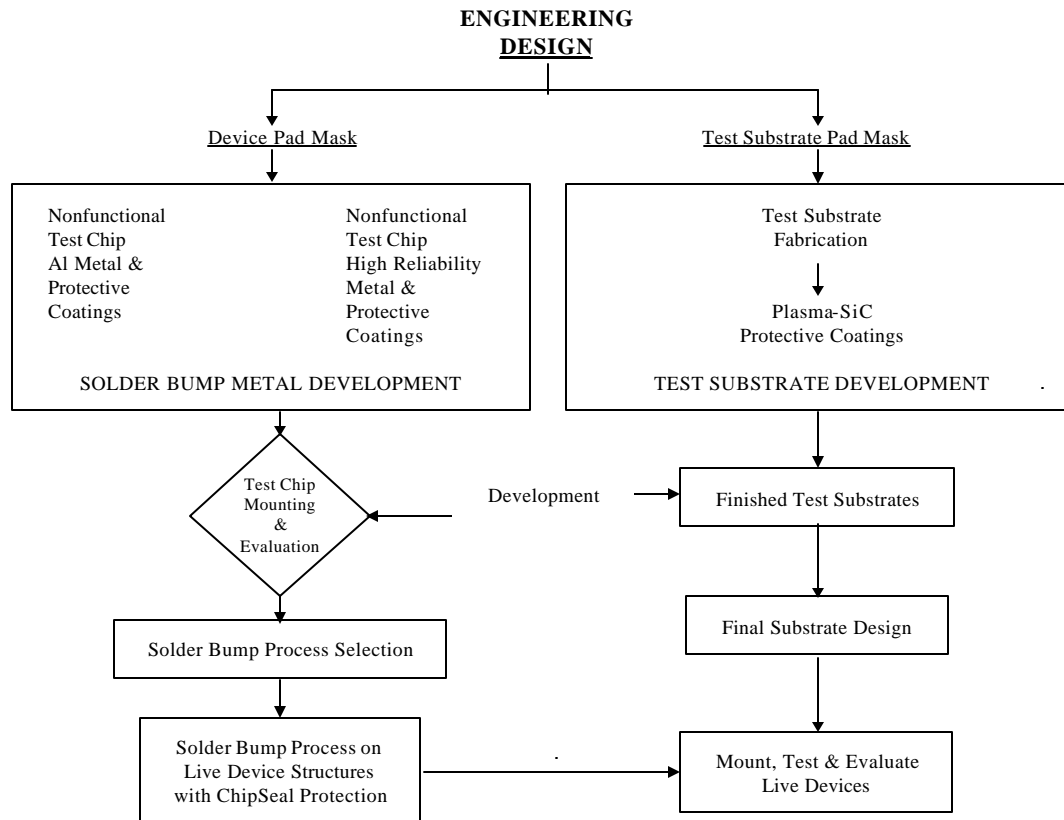 ENGINEERING
DESIGN
Device Pad Mask
Test Substrate Pad Mask
Nonfunctional
Test Chip
Al Metal &
Protective
Coatings
Nonfunctional
Test Chip
High Reliability
Metal &
Protective
Coatings
SOLDER BUMP METAL DEVELOPMENT
Test Substrate
Fabrication
Plasma-SiC
Protective Coatings
TEST SUBSTRATE DEVELOPMENT
Test Chip
Mounting
&
Evaluation
Development
Finished Test Substrates
Solder Bump Process Selection
Final Substrate Design
Solder Bump Process on
Live Device Structures
with ChipSeal Protection
Mount, Test & Evaluate
Live Devices